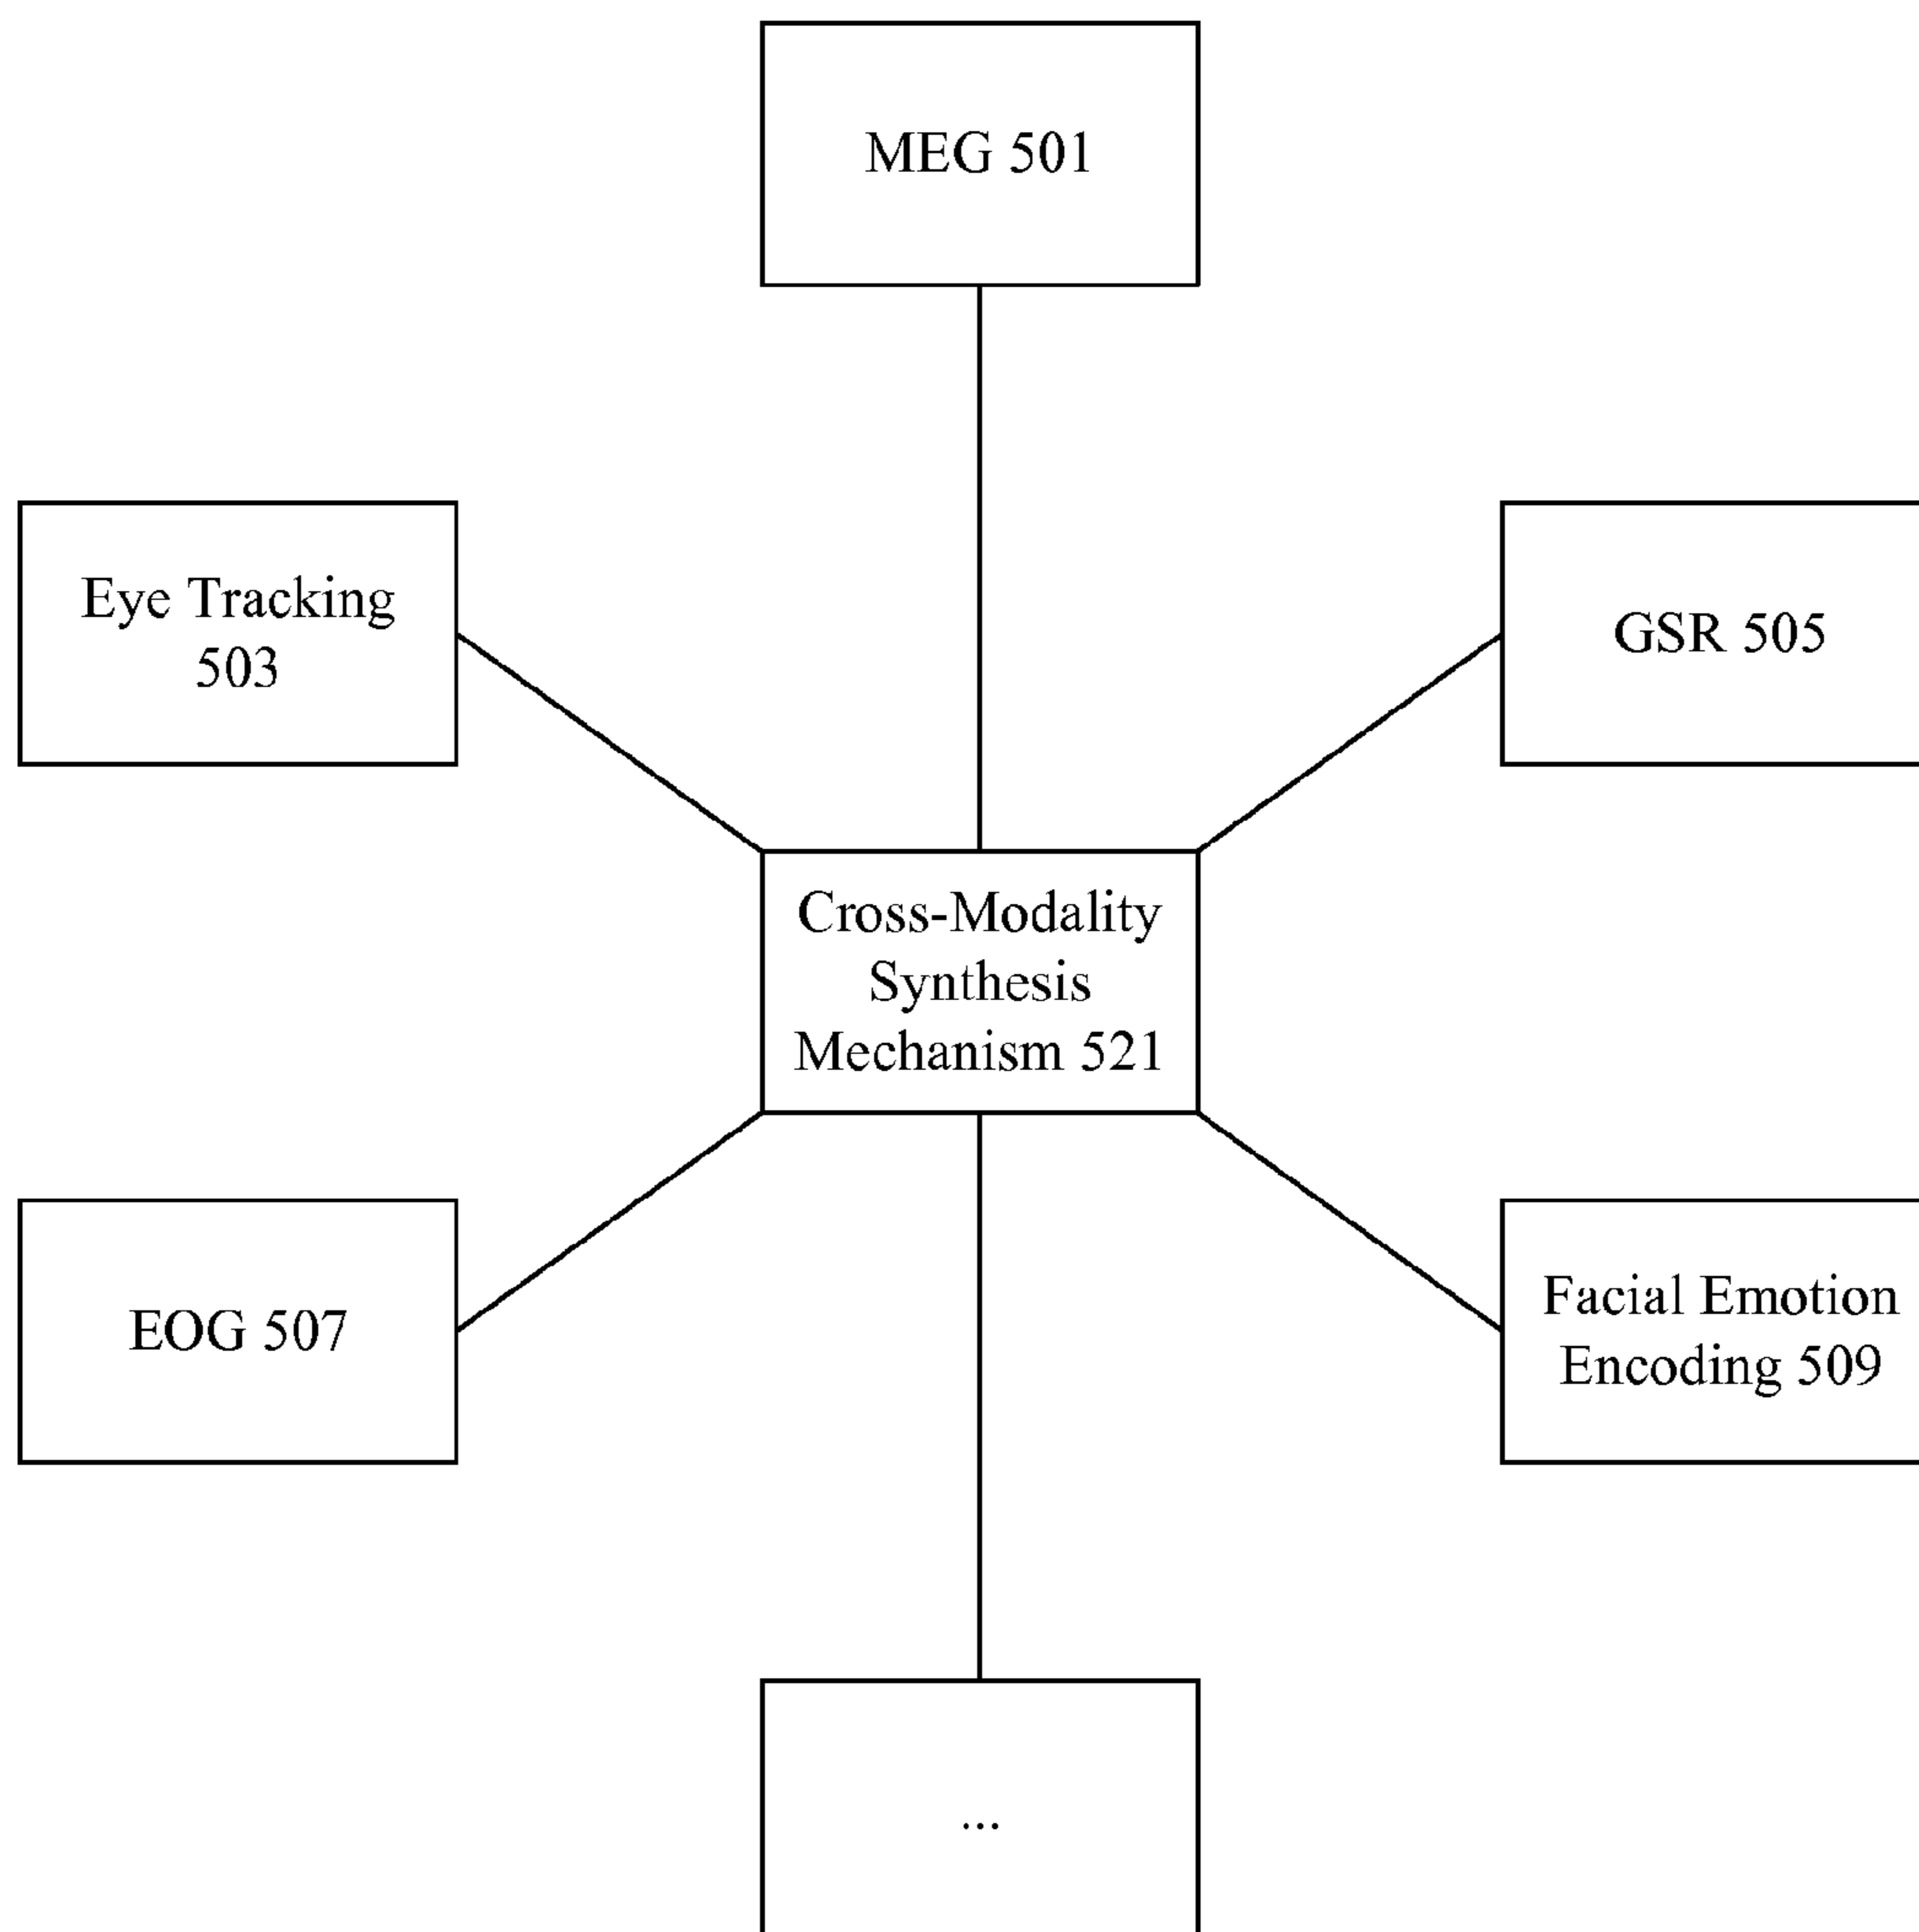 MEG 501
Eye Tracking
503
GSR 505
Cross-Modality
Synthesis
Mechanism 521
EOG 507
Facial Emotion
Encoding 509
...